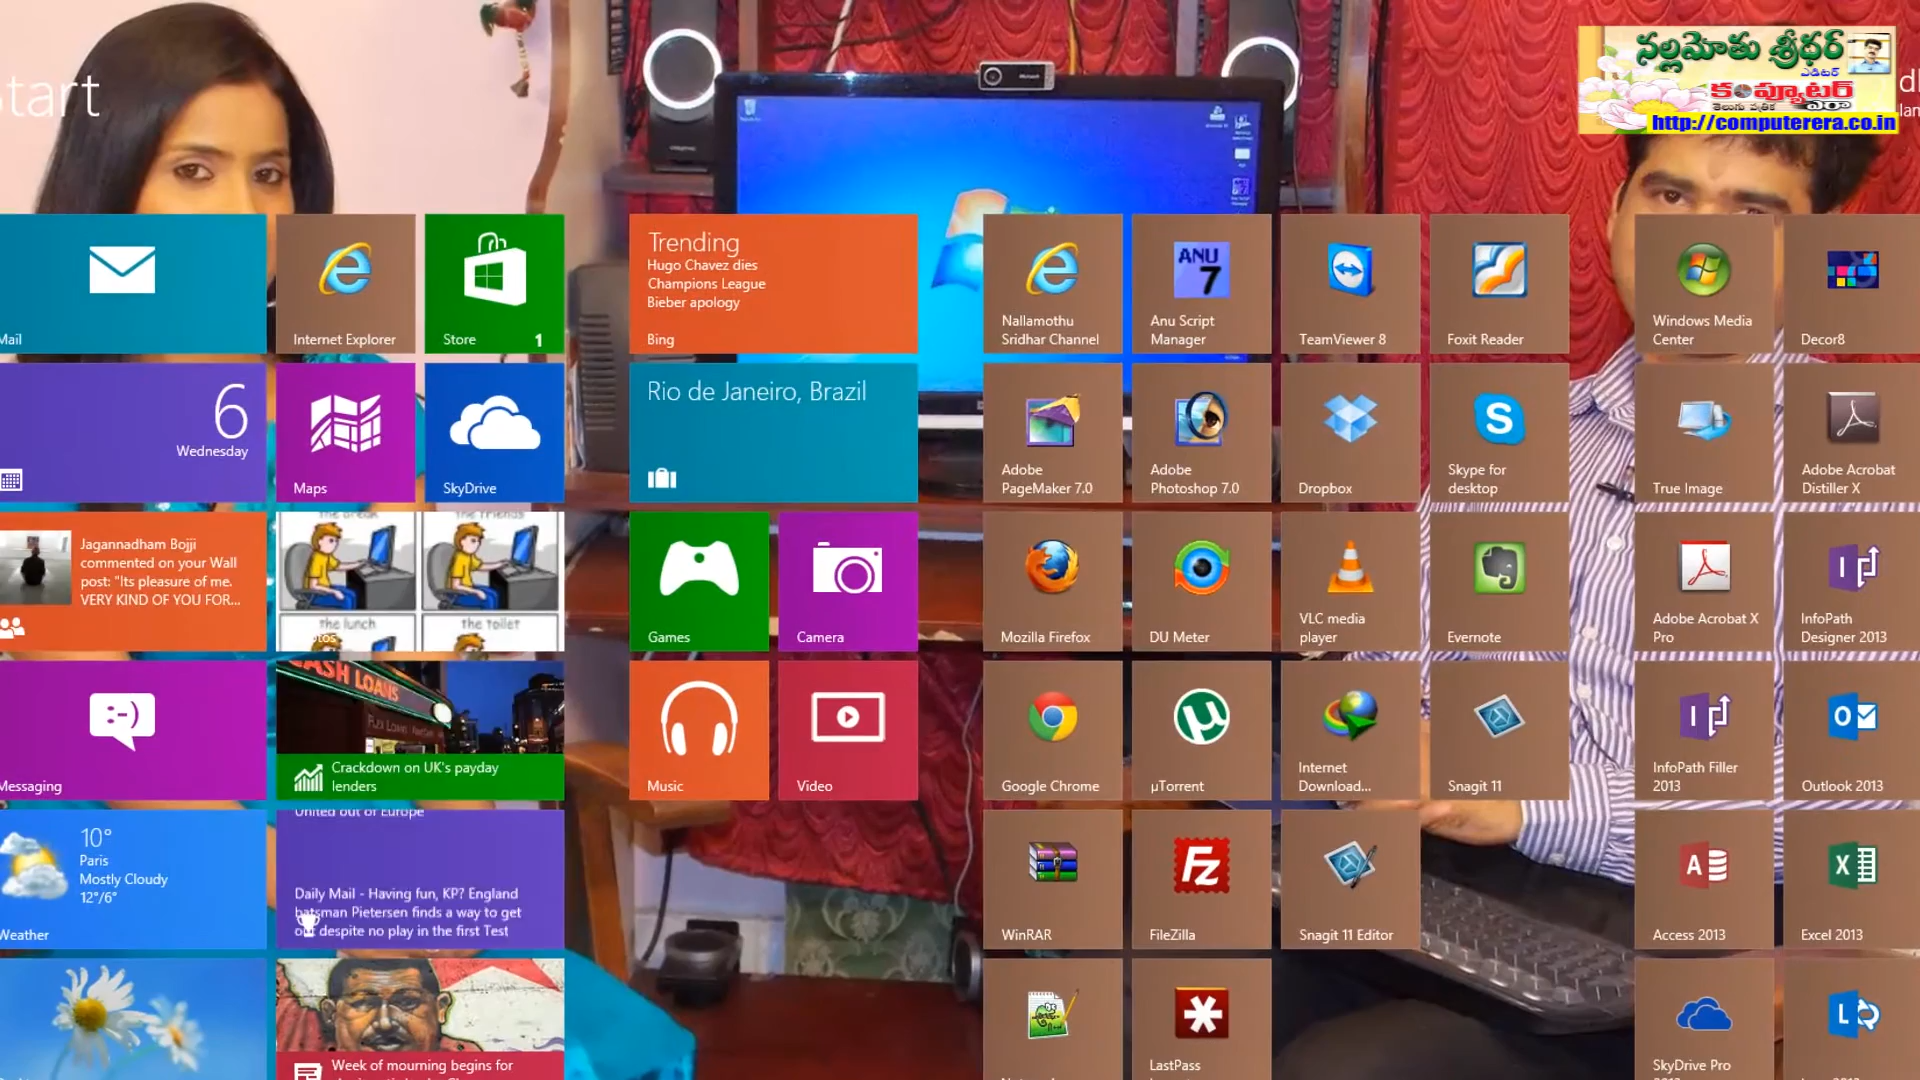 Start
నల్లమోతు శ్రీధర్
ఎడిటర్
కంప్యూటర్ ఎరా
తెలుగు పత్రిక
http://computerera.co.in
Mail
Internet Explorer
Store
1
Trending
Hugo Chavez dies
Champions League
Bieber apology
Bing
Nallamothu
Sridhar Channel
ANU
7
Anu Script
Manager
TeamViewer 8
Foxit Reader
Windows Media
Center
Decor8
6
Wednesday
Maps
SkyDrive
Rio de Janeiro, Brazil
Adobe
PageMaker 7.0
Adobe
Photoshop 7.0
Dropbox
Skype for
desktop
True Image
Adobe Acrobat
Distiller X
Jagannadham Bojji
commented on your Wall
post: "Its pleasure of me.
VERY KIND OF YOU FOR...
the lunch
the toilet
Games
Camera
Mozilla Firefox
DU Meter
VLC media
player
Evernote
Adobe Acrobat X
Pro
InfoPath
Designer 2013
:-)
Messaging
CASH LOANS
Crackdown on UK's payday
lenders
Music
Video
Google Chrome
µTorrent
Internet
Download...
Snagit 11
InfoPath Filler
2013
Outlook 2013
10°
Paris
Mostly Cloudy
12°/6°
Weather
United out of Europe
Daily Mail - Having fun, KP? England
batsman Pietersen finds a way to get
out despite no play in the first Test
WinRAR
FileZilla
Snagit 11 Editor
Access 2013
Excel 2013
Week of mourning begins for
LastPass
SkyDrive Pro